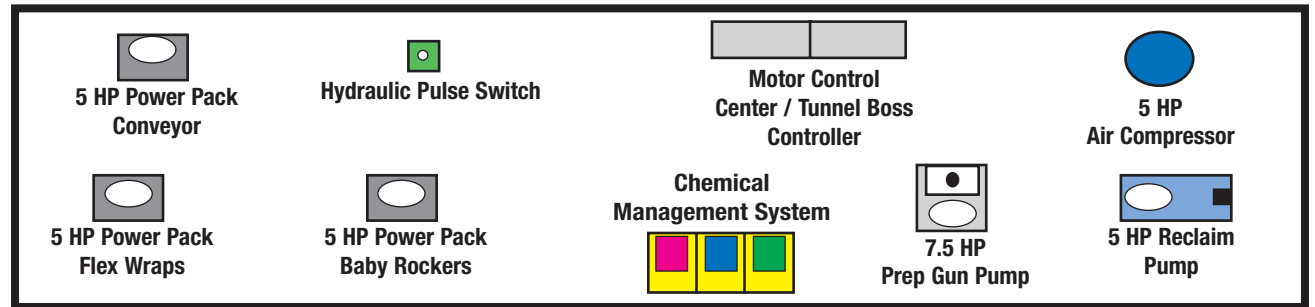 5 HP Power Pack
Conveyor
Hydraulic Pulse Switch
Motor Control
Center / Tunnel Boss
Controller
5 HP
Air Compressor
5 HP Power Pack
Flex Wraps
5 HP Power Pack
Baby Rockers
Chemical
Management System
7.5 HP
Prep Gun Pump
5 HP Reclaim
Pump